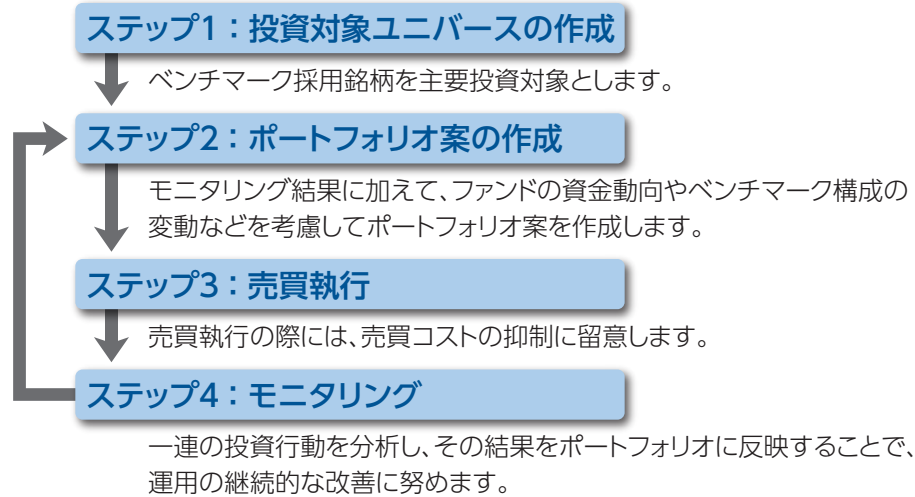 ステップ1：投資対象ユニバースの作成
ベンチマーク採用銘柄を主要投資対象とします。
ステップ2：ポートフォリオ案の作成
モニタリング結果に加えて、ファンドの資金動向やベンチマーク構成の
変動などを考慮してポートフォリオ案を作成します。
ステップ3：売買執行
売買執行の際には、売買コストの抑制に留意します。
ステップ4：モニタリング
一連の投資行動を分析し、その結果をポートフォリオに反映することで、
運用の継続的な改善に努めます。